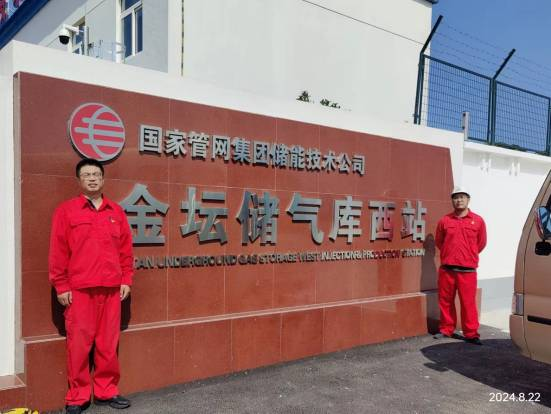 国家管网集团储能技术公司
金坛储气库西站
TAN UNDERGROUND GAS STORAGE WEST INJECTION& PRODUCTION STATION
2024.8.22